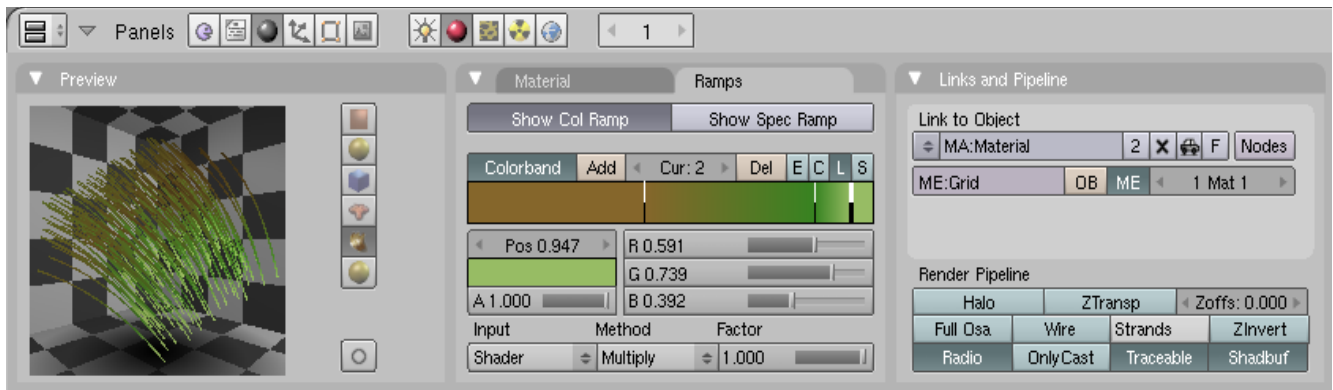 Panels 1
Preview
Material Ramps
Show Col Ramp Show Spec Ramp
Colorband Add Cur: 2 Del E C L S
Pos 0.947 R 0.591
G 0.739
A 1.000 B 0.392
Input Method Factor
Shader Multiply 1.000
Links and Pipeline
Link to Object
MA:Material 2 X F Nodes
ME:Grid OB ME 1 Mat 1
Render Pipeline
Halo ZTransp Zoffs: 0.000
Full Osa Wire Strands ZInvert
Radio OnlyCast Traceable Shadbuf